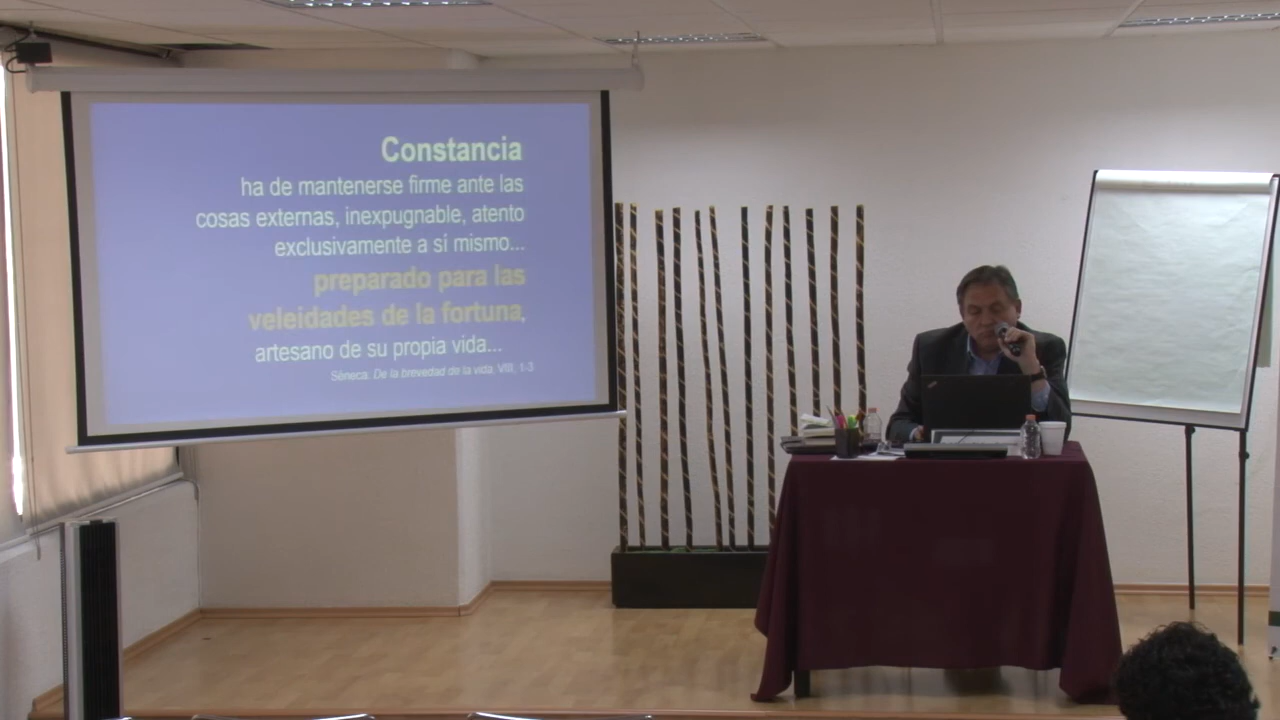 Constancia
ha de mantenerse firme ante las
cosas externas, inexpugnable, atento
exclusivamente a sí mismo...
preparado para las
veleidades de la fortuna,
artesano de su propia vida...
Séneca. De la brevedad de la vida, VIII, 1-3